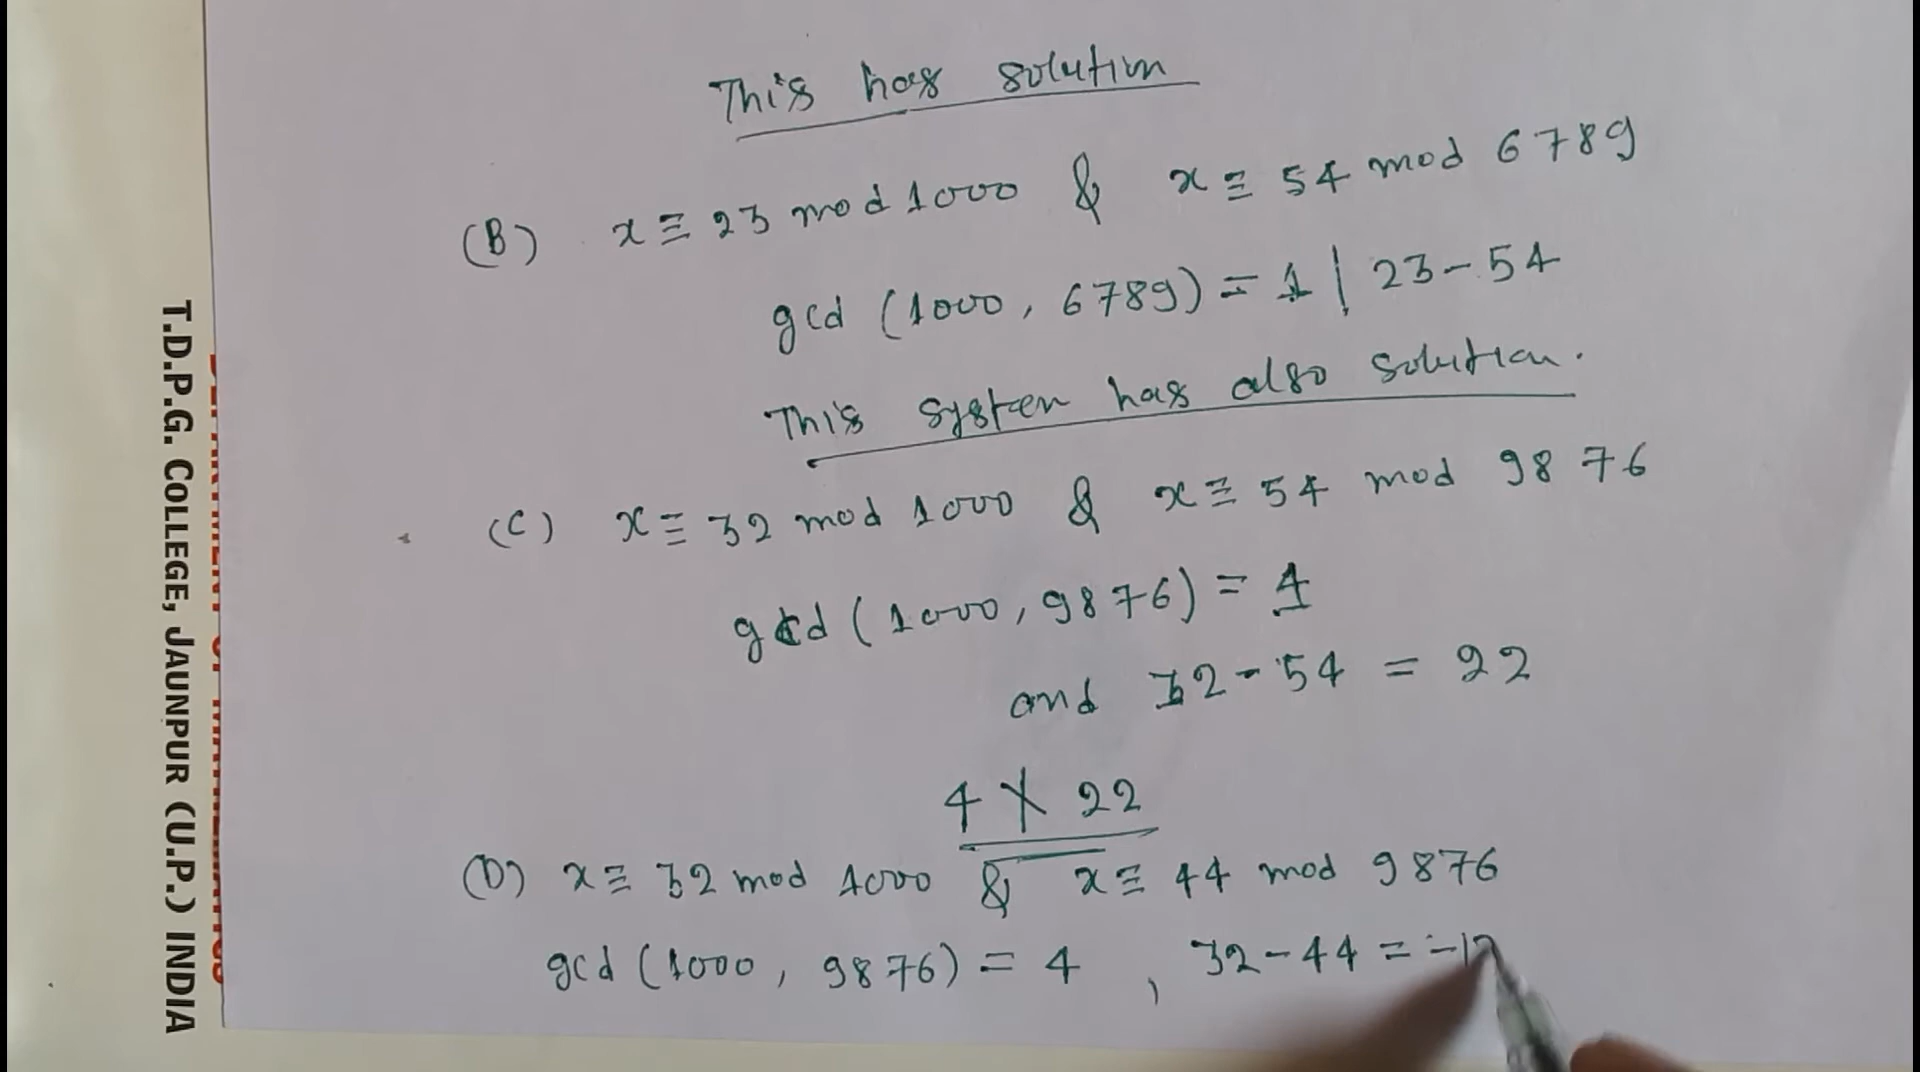 This has solution
(B) x ≡ 23 mod 1000 & x ≡ 54 mod 6789
gcd (1000, 6789) = 1 | 23-54
This system has also solution.
(C) x ≡ 32 mod 1000 & x ≡ 54 mod 9876
gcd (1000, 9876) = 4
and 32-54 = 22
4 ∤ 22
(D) x ≡ 32 mod 1000 & x ≡ 44 mod 9876
gcd (1000, 9876) = 4 , 32-44 = -12
T.D.P.G. COLLEGE, JAUNPUR (U.P.) INDIA